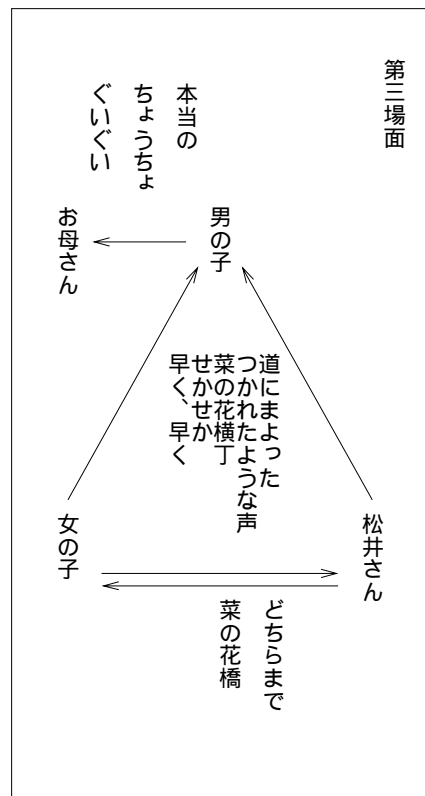 第三場面
本当の
ちょうちょ
ぐいぐい
男の子
お母さん
道にまよった
つかれたような声
菜の花横丁
せかせか
早く、早く
松井さん
女の子
どちらまで
菜の花橋